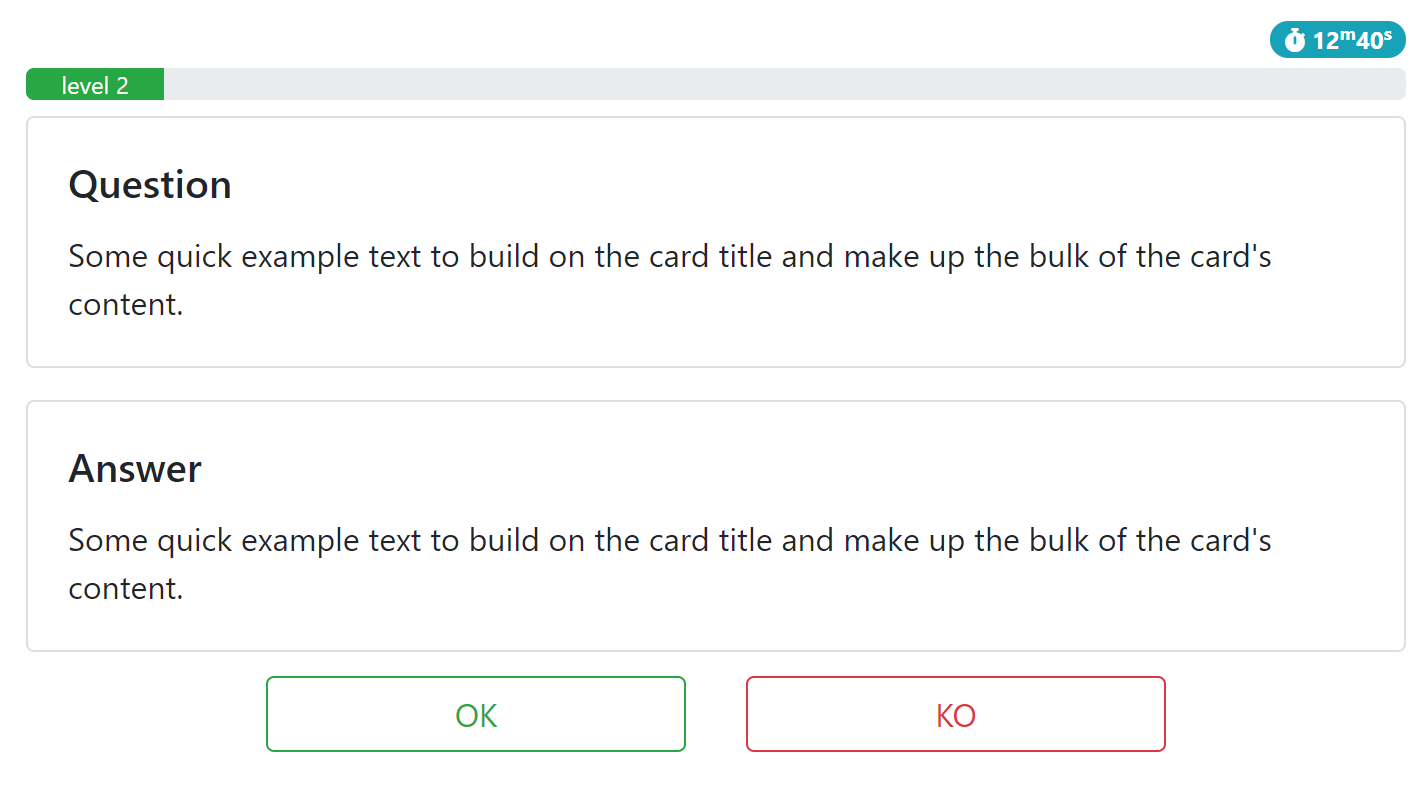 12ᵐ40ˢ
level 2
Question
Some quick example text to build on the card title and make up the bulk of the card's
content.
Answer
Some quick example text to build on the card title and make up the bulk of the card's
content.
OK
KO